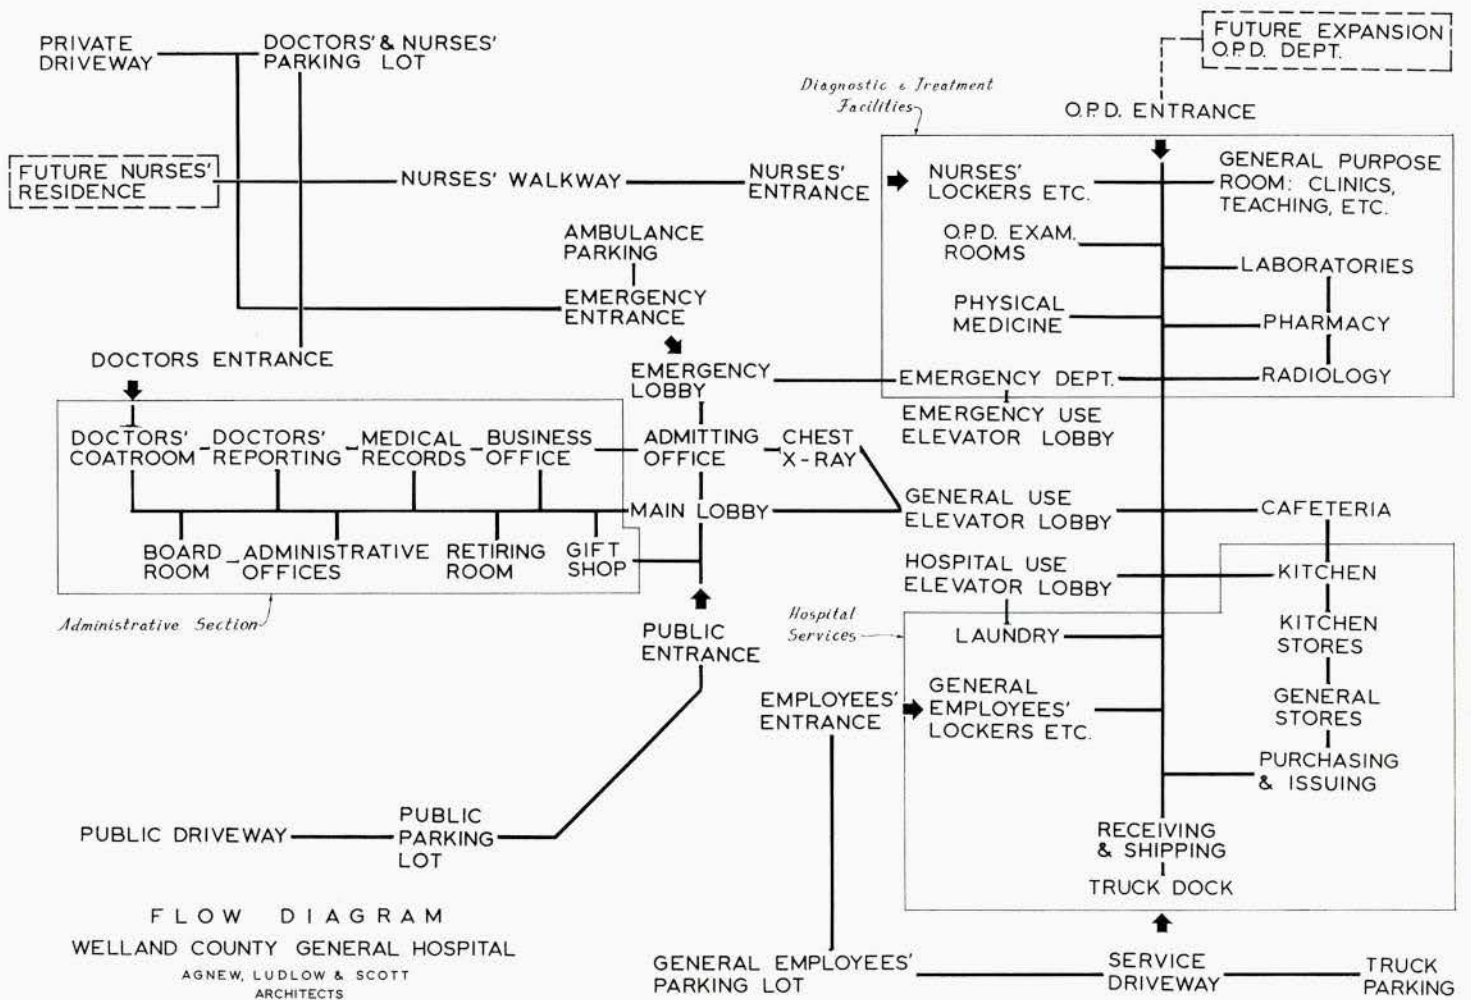 PRIVATE
DRIVEWAY
DOCTORS' & NURSES'
PARKING LOT
FUTURE EXPANSION
O.P.D. DEPT.
Diagnostic & Treatment
Facilities
O.P.D. ENTRANCE
FUTURE NURSES'
RESIDENCE
NURSES' WALKWAY
NURSES'
ENTRANCE
NURSES'
LOCKERS ETC.
GENERAL PURPOSE
ROOM: CLINICS,
TEACHING, ETC.
AMBULANCE
PARKING
O.P.D. EXAM.
ROOMS
LABORATORIES
EMERGENCY
ENTRANCE
PHYSICAL
MEDICINE
PHARMACY
DOCTORS ENTRANCE
EMERGENCY
LOBBY
EMERGENCY DEPT.
RADIOLOGY
EMERGENCY USE
ELEVATOR LOBBY
DOCTORS'
COATROOM
DOCTORS'
REPORTING
MEDICAL
RECORDS
BUSINESS
OFFICE
ADMITTING
OFFICE
CHEST
X-RAY
MAIN LOBBY
GENERAL USE
ELEVATOR LOBBY
CAFETERIA
BOARD
ROOM
ADMINISTRATIVE
OFFICES
RETIRING
ROOM
GIFT
SHOP
HOSPITAL USE
ELEVATOR LOBBY
KITCHEN
Administrative Section
PUBLIC
ENTRANCE
Hospital
Services
LAUNDRY
KITCHEN
STORES
EMPLOYEES'
ENTRANCE
GENERAL
EMPLOYEES'
LOCKERS ETC.
GENERAL
STORES
PURCHASING
& ISSUING
PUBLIC DRIVEWAY
PUBLIC
PARKING
LOT
RECEIVING
& SHIPPING
TRUCK DOCK
FLOW DIAGRAM
WELLAND COUNTY GENERAL HOSPITAL
AGNEW, LUDLOW & SCOTT
ARCHITECTS
GENERAL EMPLOYEES'
PARKING LOT
SERVICE
DRIVEWAY
TRUCK
PARKING